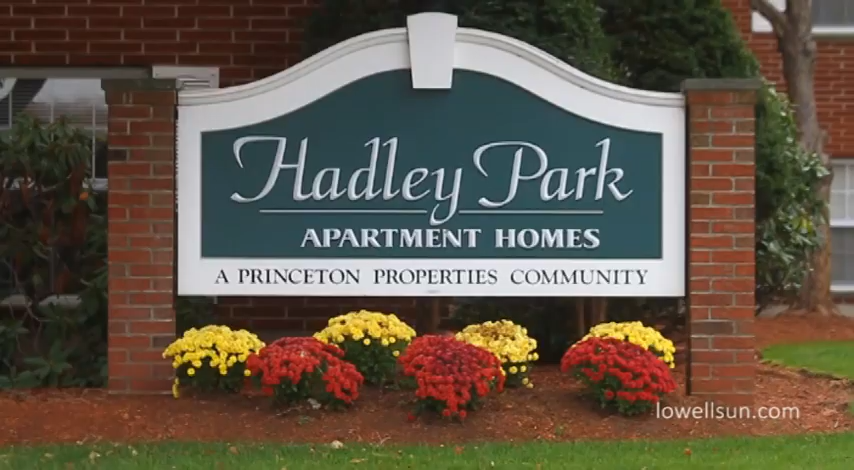 Hadley Park
APARTMENT HOMES
A PRINCETON PROPERTIES COMMUNITY
lowellsun.com